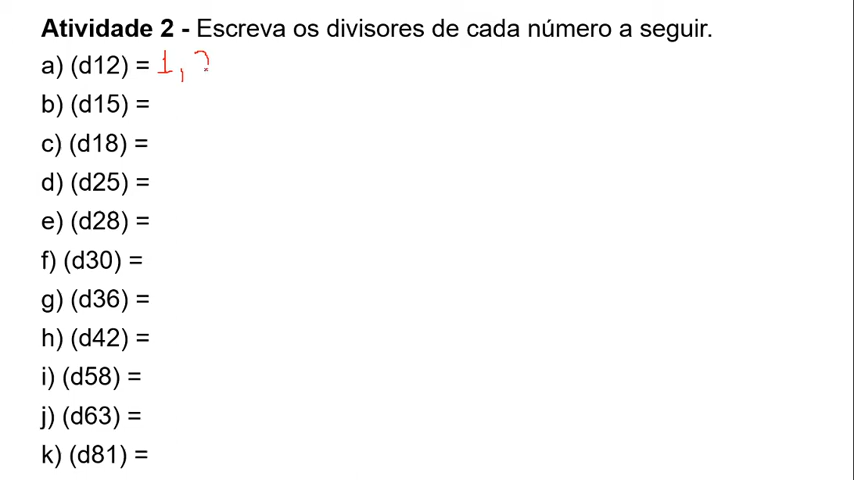 Atividade 2 - Escreva os divisores de cada número a seguir.
a) (d12) = 1, 2
b) (d15) =
c) (d18) =
d) (d25) =
e) (d28) =
f) (d30) =
g) (d36) =
h) (d42) =
i) (d58) =
j) (d63) =
k) (d81) =